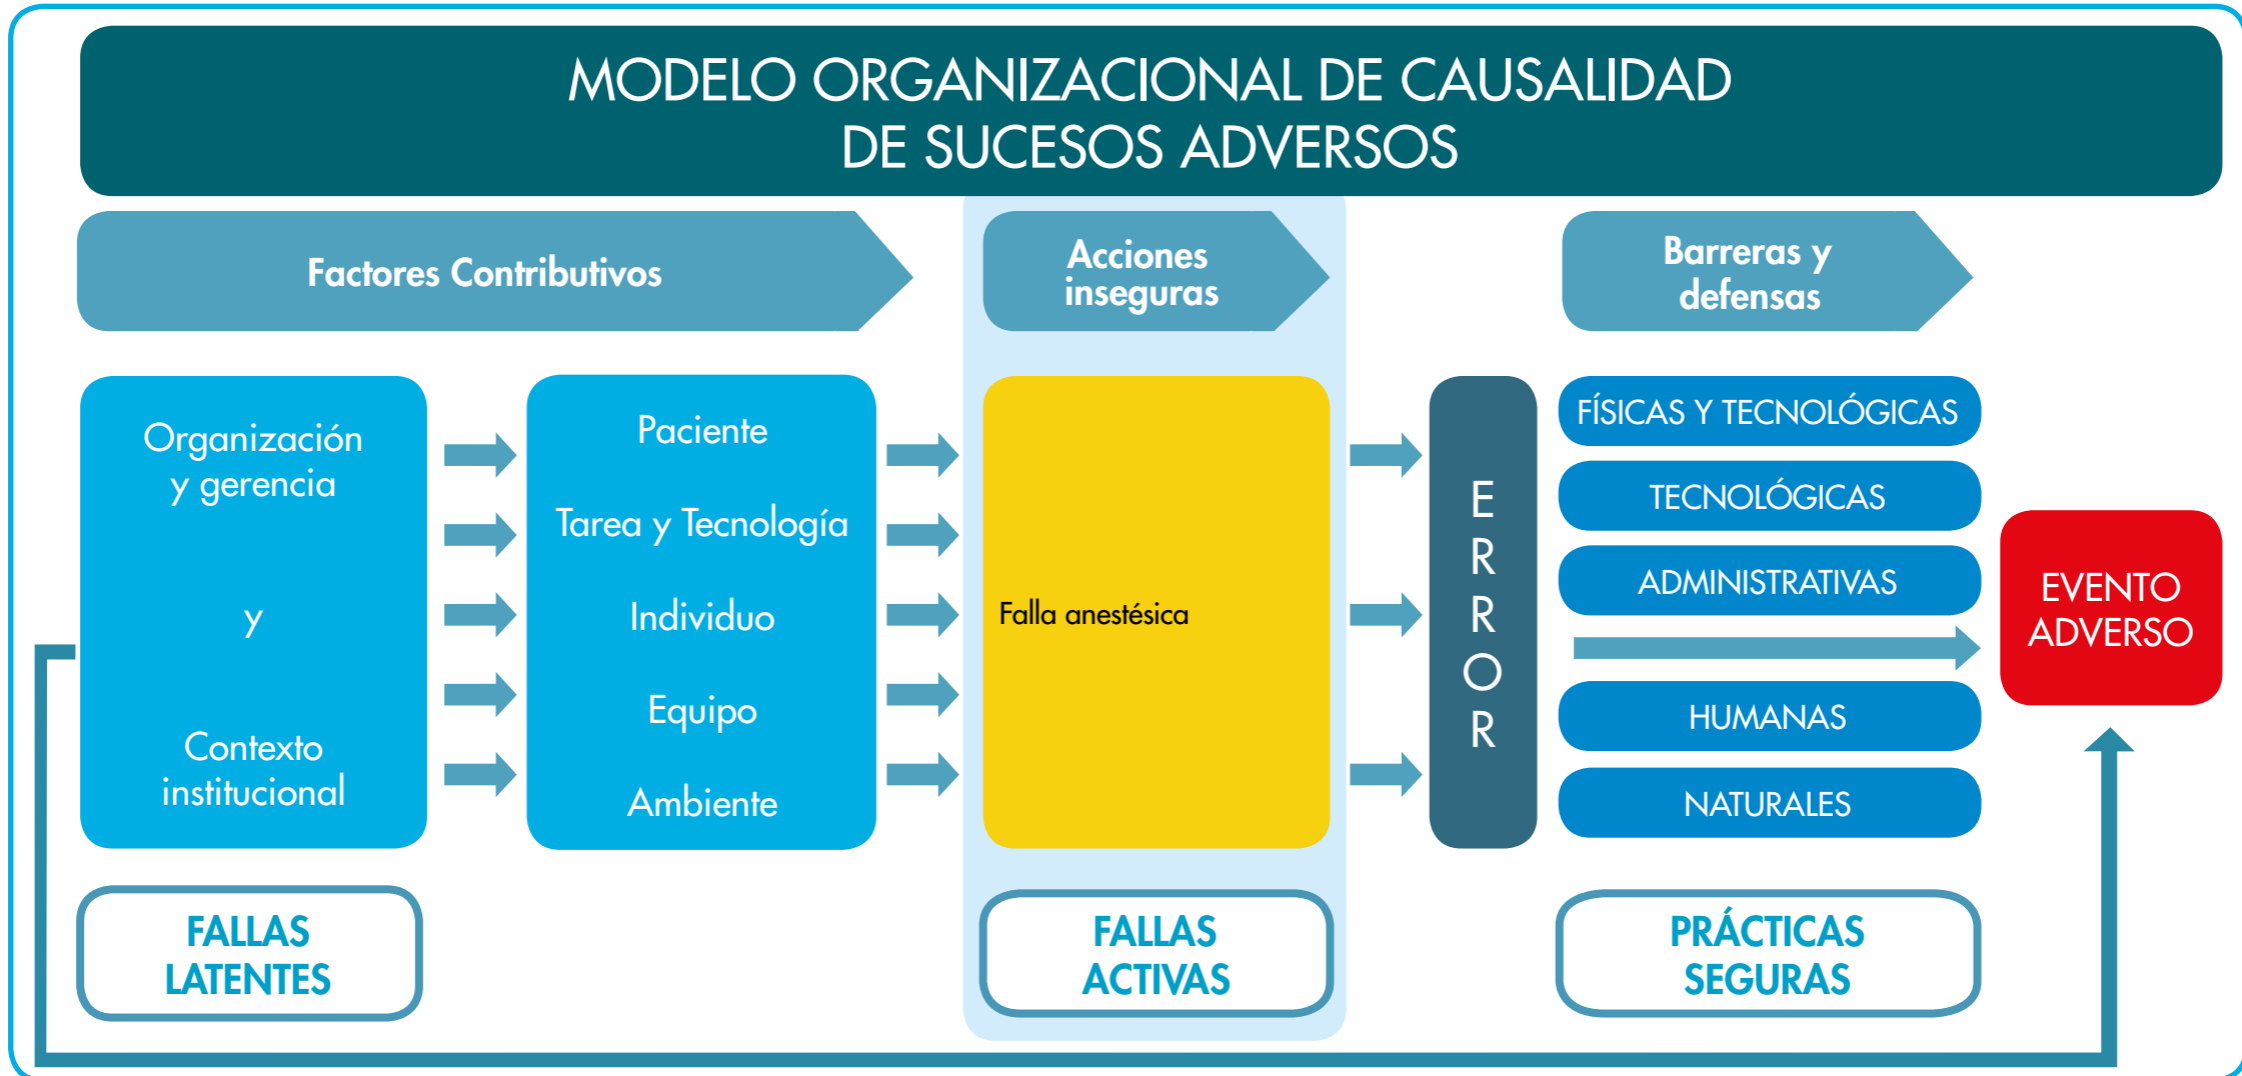 MODELO ORGANIZACIONAL DE CAUSALIDAD
DE SUCESOS ADVERSOS
Factores Contributivos
Acciones
inseguras
Barreras y
defensas
Organización
y gerencia
y
Contexto
institucional
Paciente
Tarea y Tecnología
Individuo
Equipo
Ambiente
Falla anestésica
E
R
R
O
R
FÍSICAS Y TECNOLÓGICAS
TECNOLÓGICAS
ADMINISTRATIVAS
HUMANAS
NATURALES
EVENTO
ADVERSO
FALLAS
LATENTES
FALLAS
ACTIVAS
PRÁCTICAS
SEGURAS